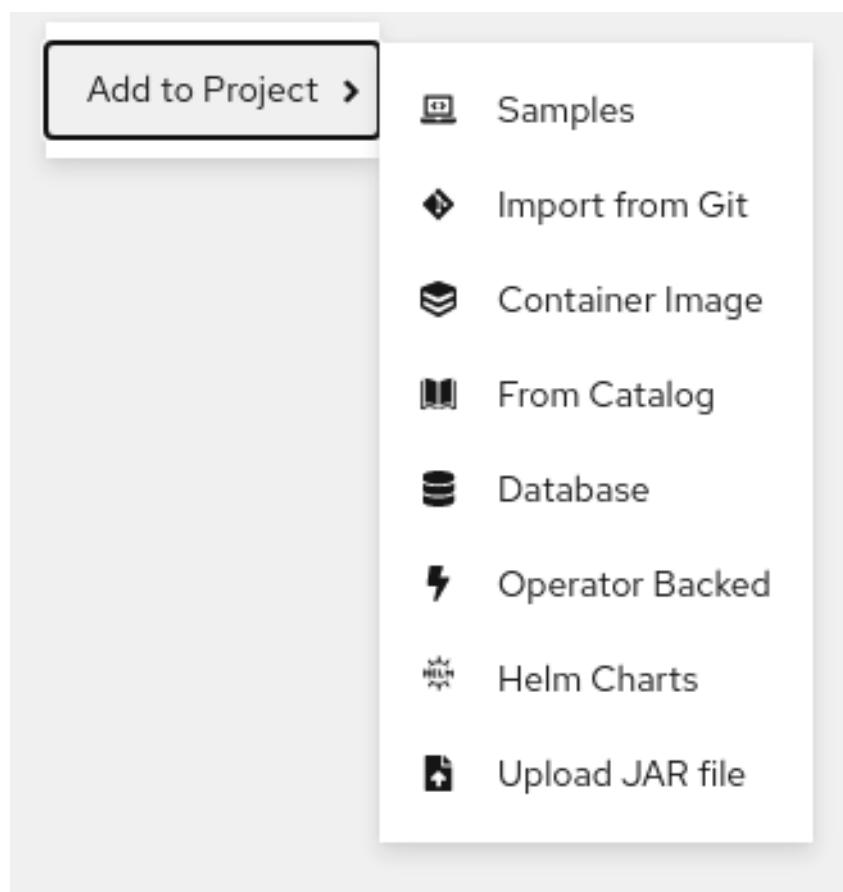 Add to Project
Samples
Import from Git
Container Image
From Catalog
Database
Operator Backed
HELM
Helm Charts
Upload JAR file